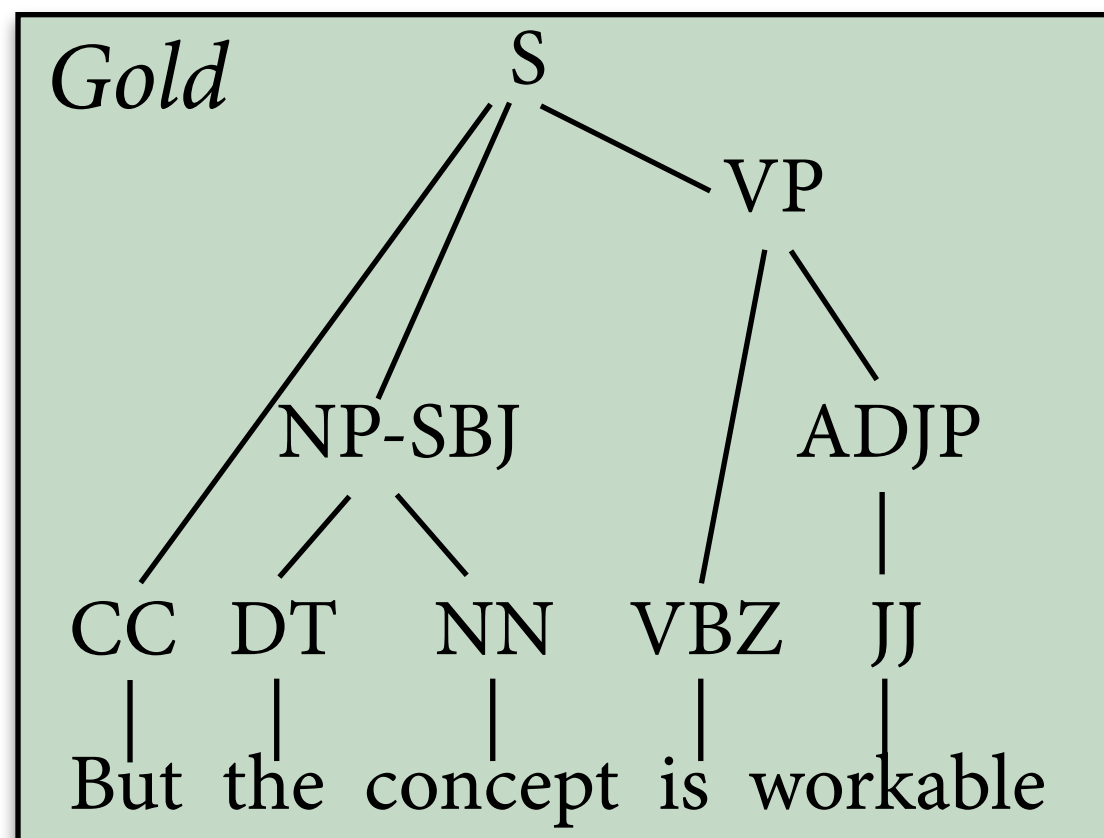 Gold
S
VP
NP-SBJ ADJP
CC DT NN VBZ JJ
But the concept is workable